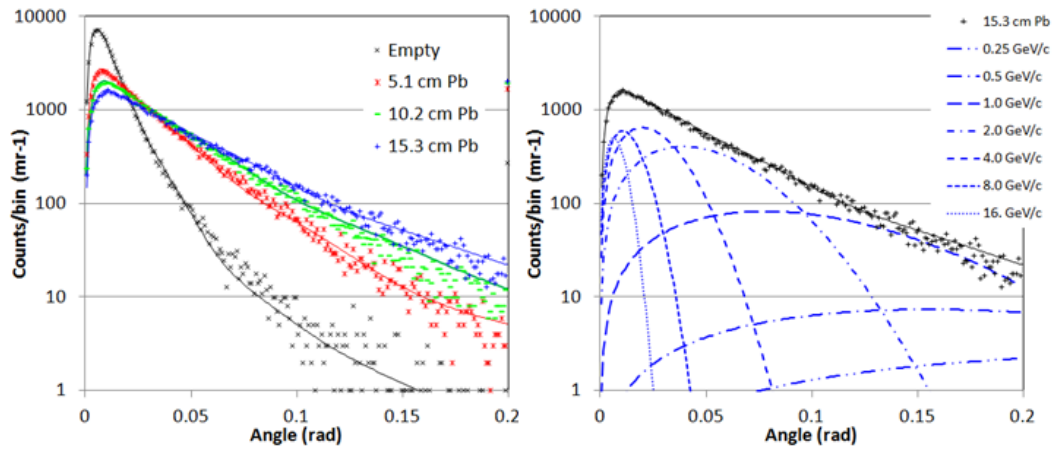 10000
1000
100
10
1
Counts/bin (mr-1)
0
0.05
0.1
0.15
0.2
Angle (rad)
Empty
5.1 cm Pb
10.2 cm Pb
15.3 cm Pb
10000
1000
100
10
1
Counts/bin (mr-1)
0
0.05
0.1
0.15
0.2
Angle (rad)
15.3 cm Pb
0.25 GeV/c
0.5 GeV/c
1.0 GeV/c
2.0 GeV/c
4.0 GeV/c
8.0 GeV/c
16. GeV/c